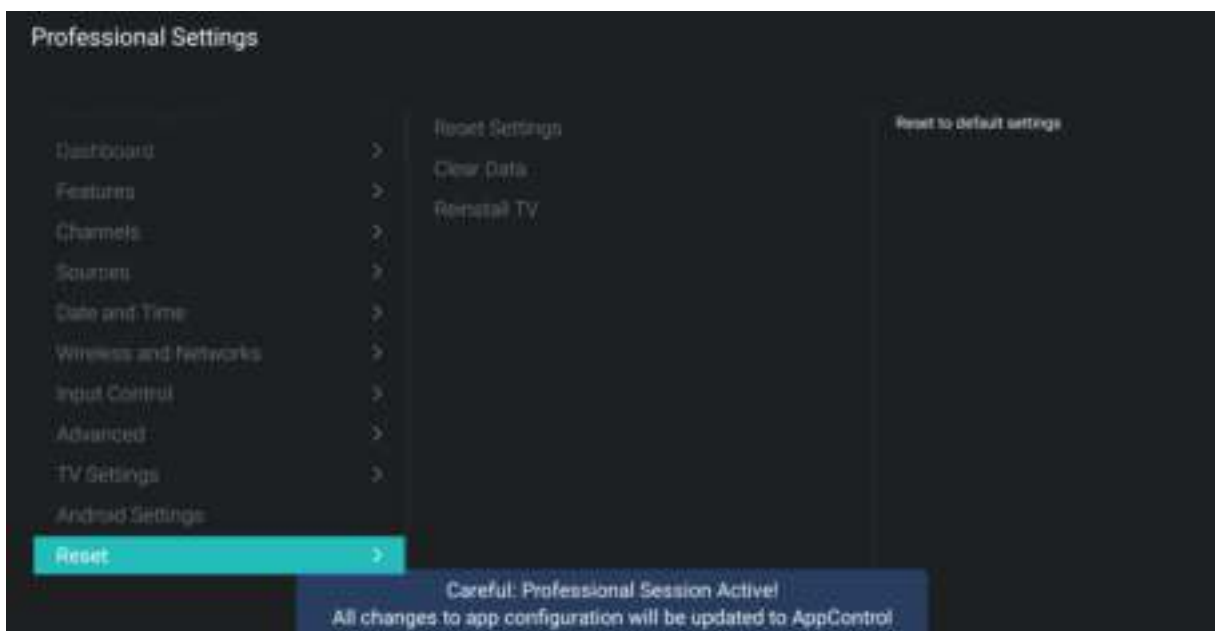 Professional Settings
Dashboard
Features
Channels
Sources
Date and Time
Wireless and Networks
Input Control
Advanced
TV Settings
Android Settings
Reset
Reset Settings
Clear Data
Reinstall TV
Reset to default settings
Careful: Professional Session Active!
All changes to app configuration will be updated to AppControl